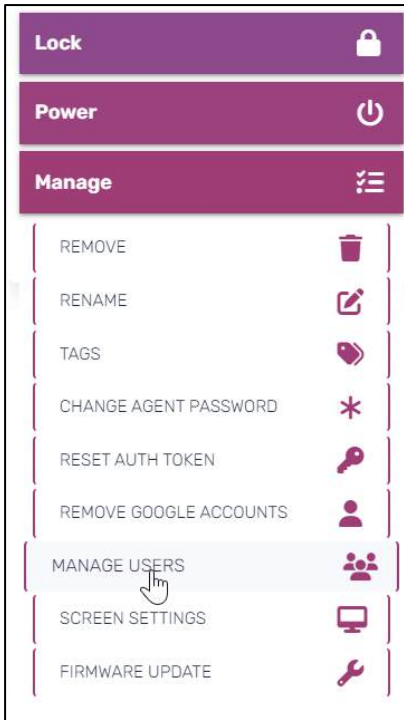 Lock
Power
Manage
REMOVE
RENAME
TAGS
CHANGE AGENT PASSWORD
RESET AUTH TOKEN
REMOVE GOOGLE ACCOUNTS
MANAGE USERS
SCREEN SETTINGS
FIRMWARE UPDATE